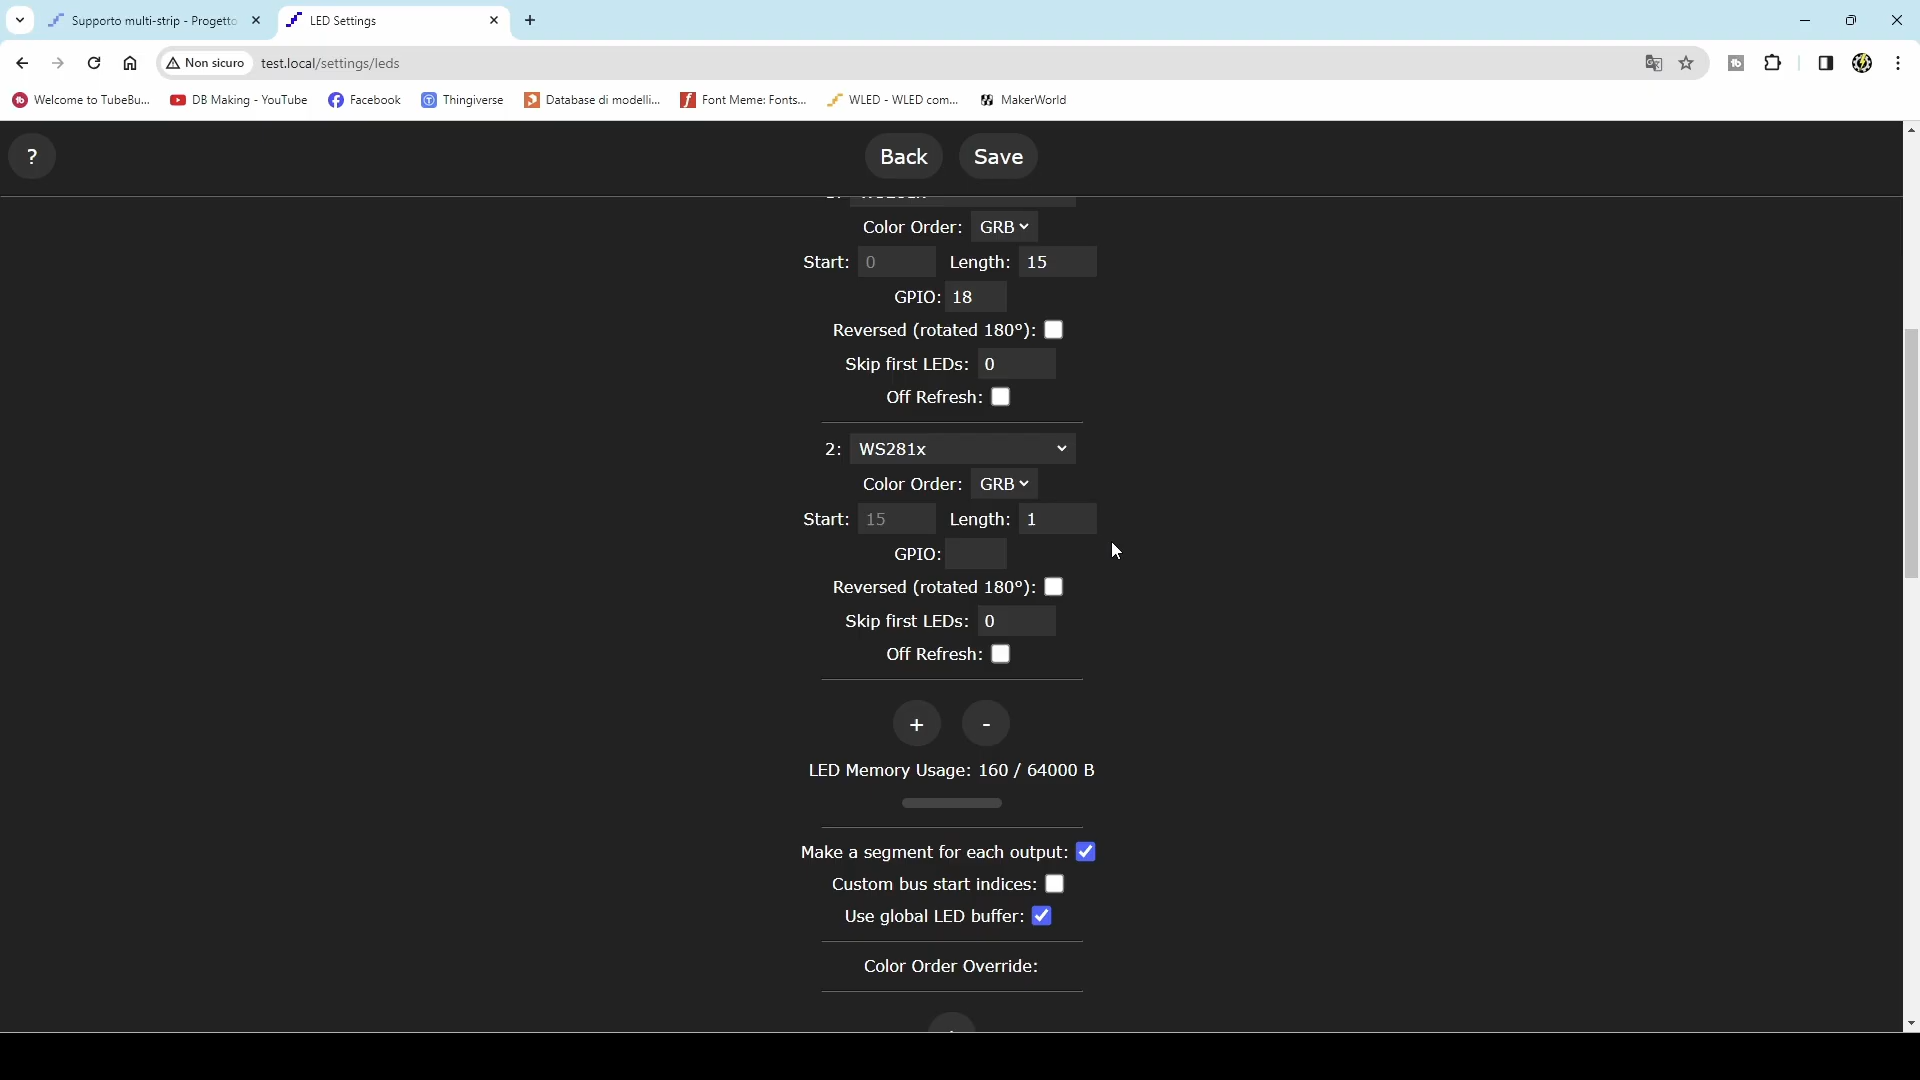 Supporto multi-strip - Progetto
LED Settings
Non sicuro
test.local/settings/leds
Welcome to TubeBu...
DB Making - YouTube
Facebook
Thingiverse
Database di modelli...
Font Meme: Fonts...
WLED - WLED com...
MakerWorld
?
Back
Save
Color Order: GRB
Start: 0 Length: 15
GPIO: 18
Reversed (rotated 180°):
Skip first LEDs: 0
Off Refresh:
2: WS281x
Color Order: GRB
Start: 15 Length: 1
GPIO:
Reversed (rotated 180°):
Skip first LEDs: 0
Off Refresh:
+ -
LED Memory Usage: 160 / 64000 B
Make a segment for each output:
Custom bus start indices:
Use global LED buffer:
Color Order Override: